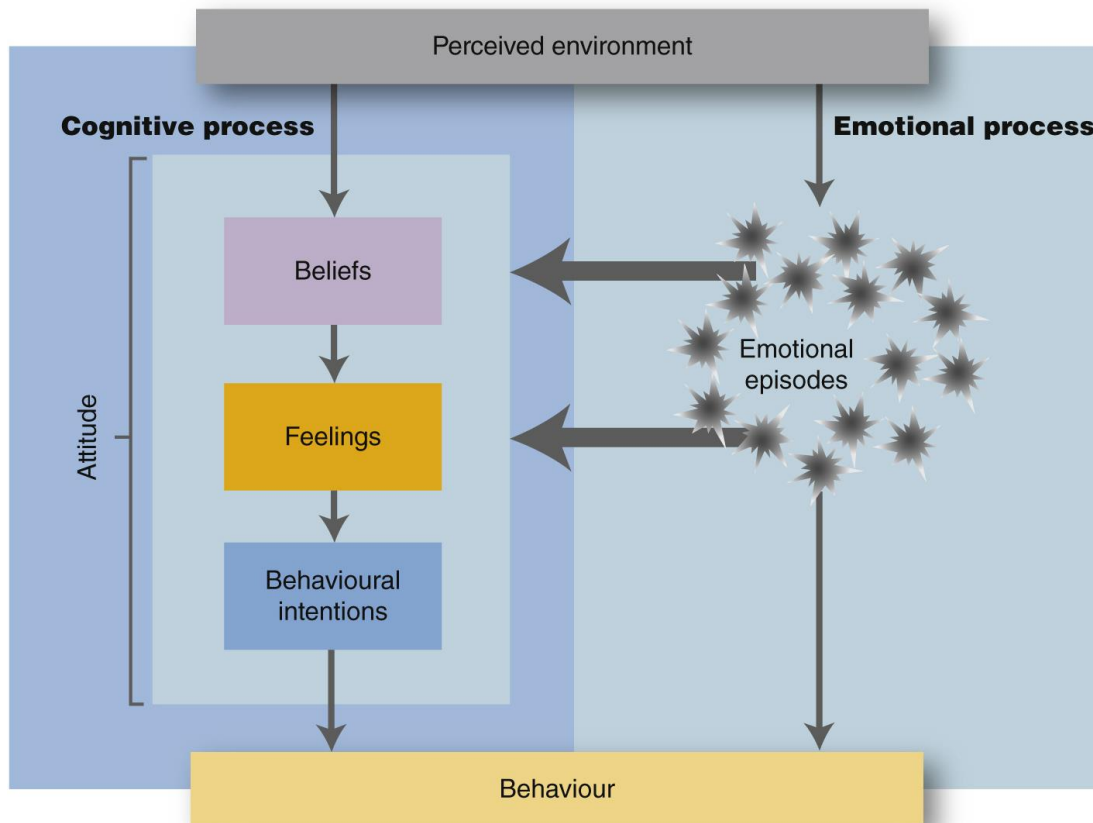 Perceived environment
Cognitive process
Emotional process
Attitude
Beliefs
Feelings
Behavioural
intentions
Emotional
episodes
Behaviour